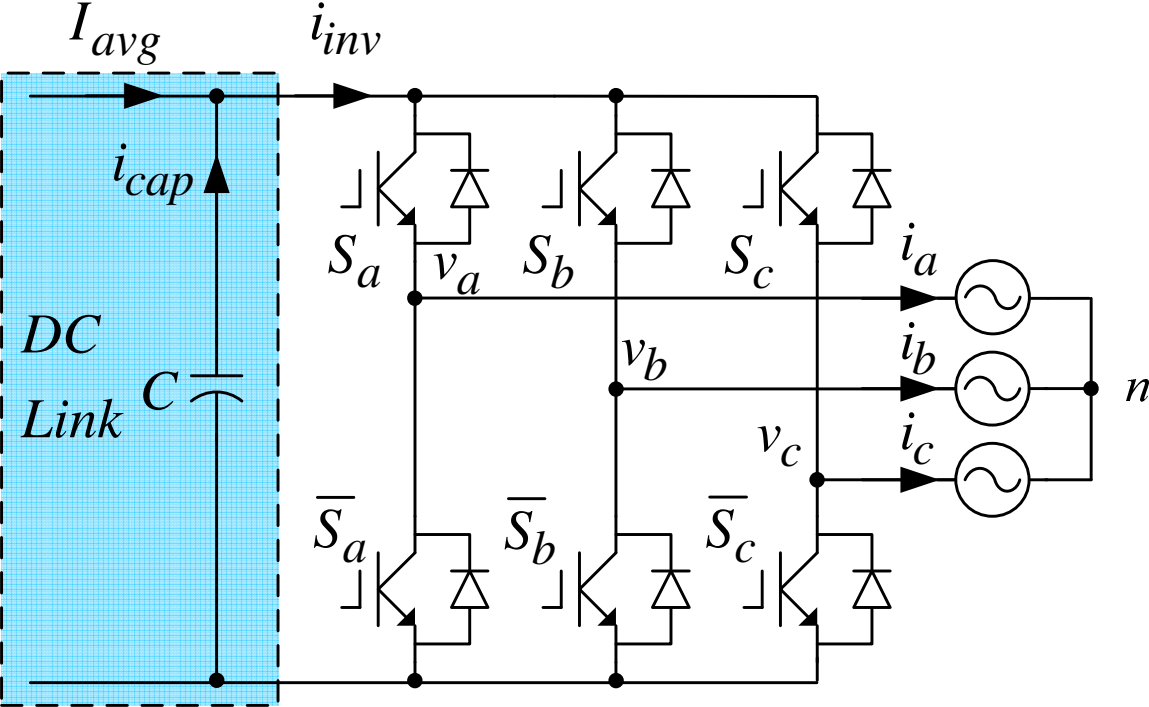 I_avg
i_inv
i_cap
S_a
v_a
S_b
S_c
i_a
DC
Link
C
v_b
i_b
n
v_c
i_c
S̅_a
S̅_b
S̅_c